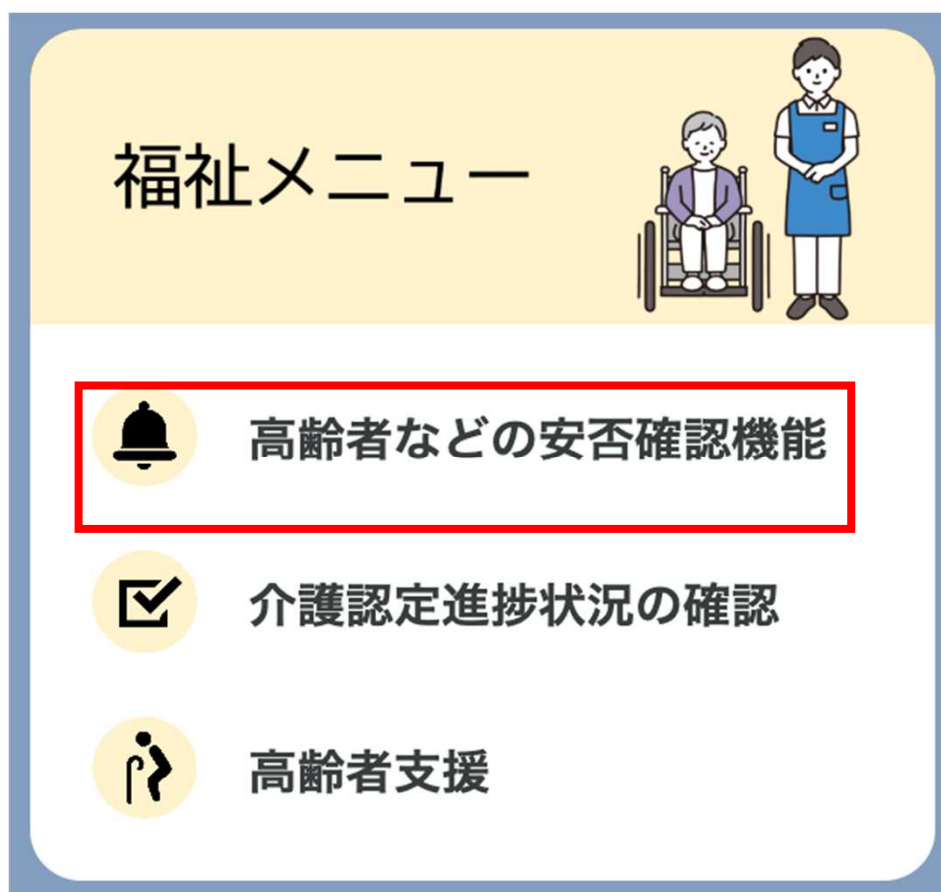 福祉メニュー
高齢者などの安否確認機能
介護認定進捗状況の確認
高齢者支援